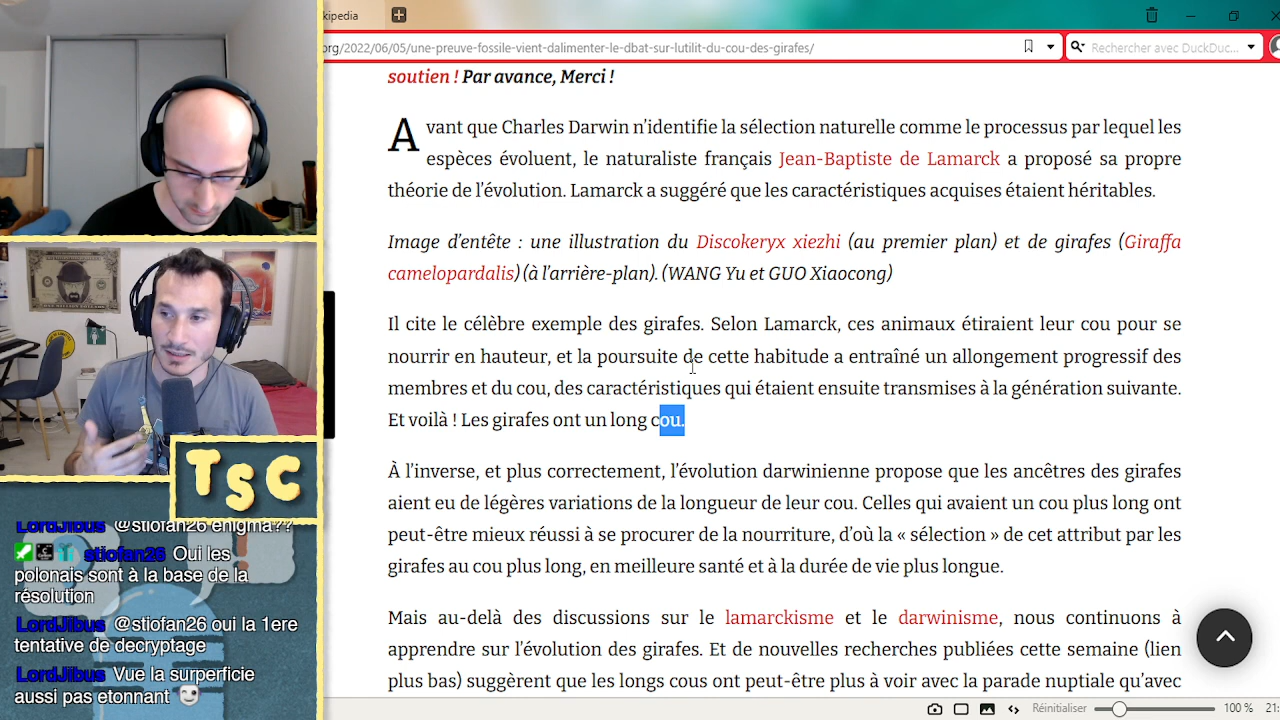 kipedia
org/2022/06/05/une-preuve-fossile-vient-dalimenter-le-dbat-sur-lutilit-du-cou-des-girafes/
Rechercher avec DuckDuc...
soutien ! Par avance, Merci !
Avant que Charles Darwin n’identifie la sélection naturelle comme le processus par lequel les
espèces évoluent, le naturaliste français Jean-Baptiste de Lamarck a proposé sa propre
théorie de l’évolution. Lamarck a suggéré que les caractéristiques acquises étaient héritables.
Image d’entête : une illustration du Discokeryx xiezhi (au premier plan) et de girafes (Giraffa
camelopardalis) (à l’arrière-plan). (WANG Yu et GUO Xiaocong)
Il cite le célèbre exemple des girafes. Selon Lamarck, ces animaux étiraient leur cou pour se
nourrir en hauteur, et la poursuite de cette habitude a entraîné un allongement progressif des
membres et du cou, des caractéristiques qui étaient ensuite transmises à la génération suivante.
Et voilà ! Les girafes ont un long cou.
À l’inverse, et plus correctement, l’évolution darwinienne propose que les ancêtres des girafes
aient eu de légères variations de la longueur de leur cou. Celles qui avaient un cou plus long ont
peut-être mieux réussi à se procurer de la nourriture, d’où la « sélection » de cet attribut par les
girafes au cou plus long, en meilleure santé et à la durée de vie plus longue.
Mais au-delà des discussions sur le lamarckisme et le darwinisme, nous continuons à
apprendre sur l’évolution des girafes. Et de nouvelles recherches publiées cette semaine (lien
plus bas) suggèrent que les longs cous ont peut-être plus à voir avec la parade nuptiale qu’avec
Réinitialiser
100 %
21:
TSC
LordJibus @stiofan26 enigma??
stiofan26 Oui les
polonais sont à la base de la
résolution
LordJibus @stiofan26 oui la 1ere
tentative de decryptage
LordJibus Vue la surperficie
aussi pas etonnant